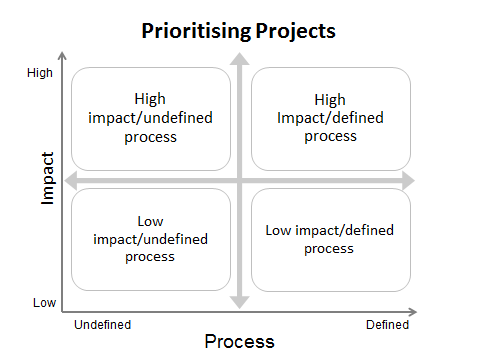 Prioritising Projects
High
High
impact/undefined
process
High
Impact/defined
process
Impact
Low
impact/undefined
process
Low impact/defined
process
Low
Undefined
Defined
Process